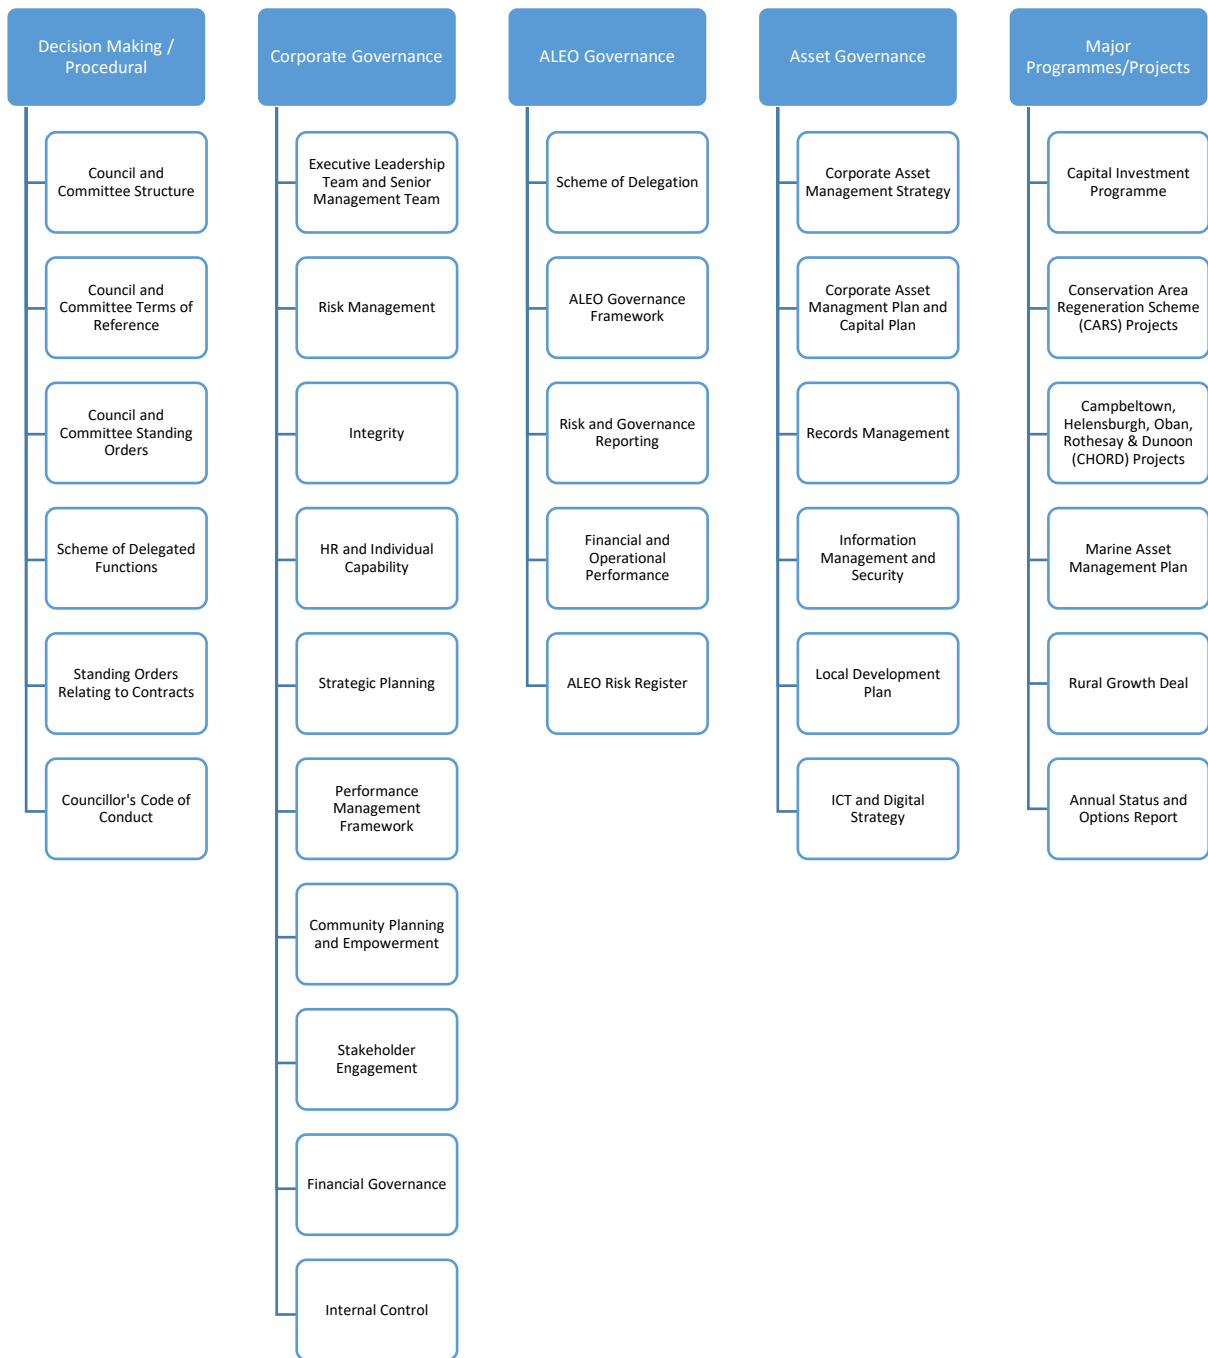 Decision Making /
Procedural
Council and
Committee Structure
Council and
Committee Terms of
Reference
Council and
Committee Standing
Orders
Scheme of Delegated
Functions
Standing Orders
Relating to Contracts
Councillor's Code of
Conduct
Corporate Governance
Executive Leadership
Team and Senior
Management Team
Risk Management
Integrity
HR and Individual
Capability
Strategic Planning
Performance
Management
Framework
Community Planning
and Empowerment
Stakeholder
Engagement
Financial Governance
Internal Control
ALEO Governance
Scheme of Delegation
ALEO Governance
Framework
Risk and Governance
Reporting
Financial and
Operational
Performance
ALEO Risk Register
Asset Governance
Corporate Asset
Management Strategy
Corporate Asset
Managment Plan and
Capital Plan
Records Management
Information
Management and
Security
Local Development
Plan
ICT and Digital
Strategy
Major
Programmes/Projects
Capital Investment
Programme
Conservation Area
Regeneration Scheme
(CARS) Projects
Campbeltown,
Helensburgh, Oban,
Rothesay & Dunoon
(CHORD) Projects
Marine Asset
Management Plan
Rural Growth Deal
Annual Status and
Options Report